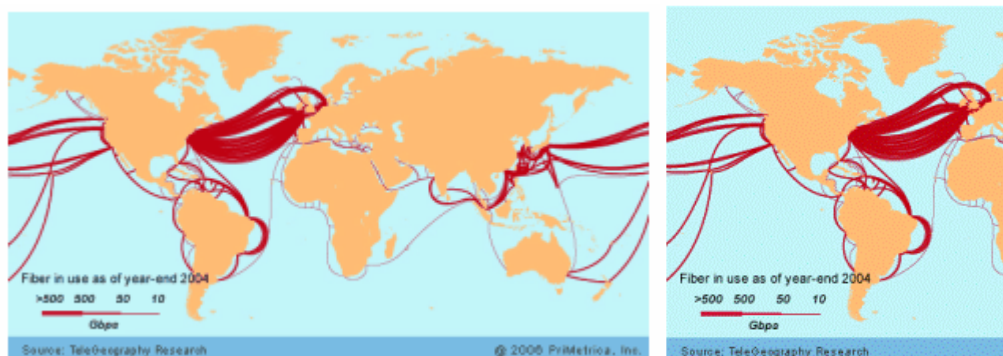 Fiber in use as of year-end 2004
>500 500 50 10
Gbps
Source: TeleGeography Research
@ 2006 PriMetrica, Inc.
Fiber in use as of year-end 2004
>500 500 50 10
Gbps
Source: TeleGeography Research